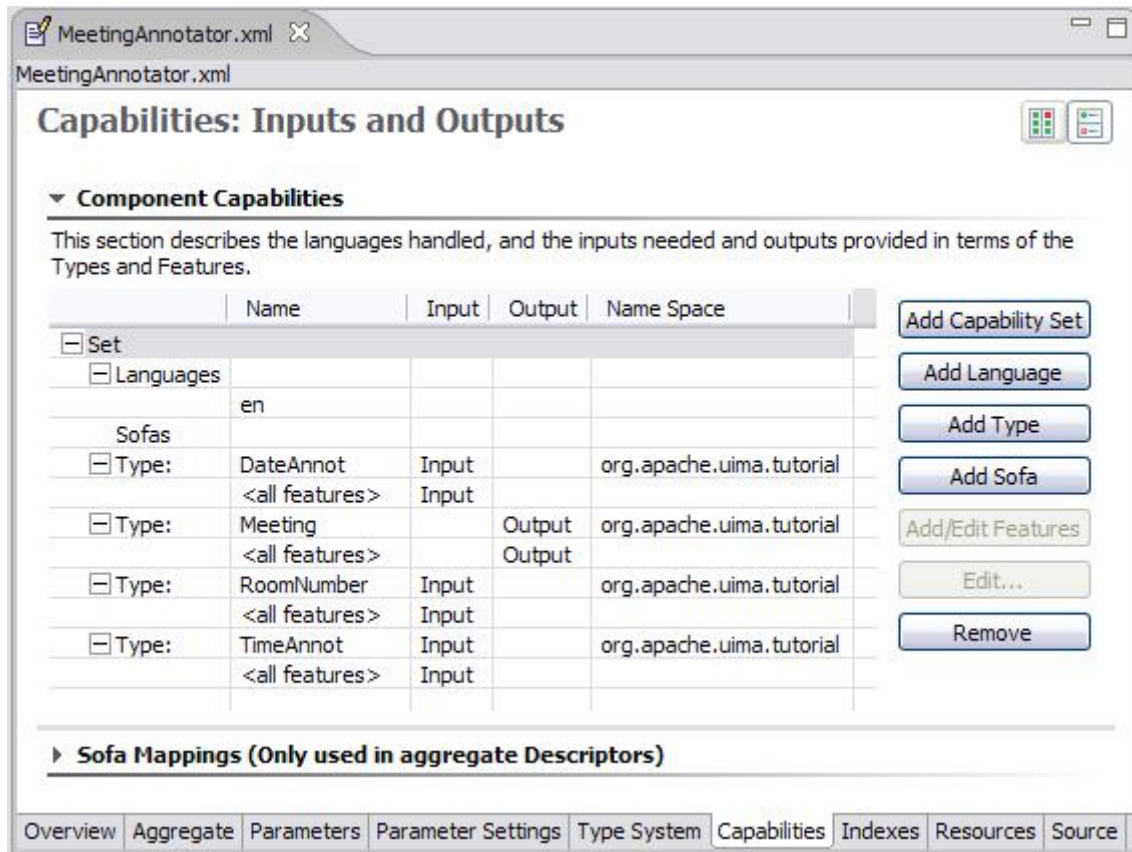 MeetingAnnotator.xml
MeetingAnnotator.xml
Capabilities: Inputs and Outputs
Component Capabilities
This section describes the languages handled, and the inputs needed and outputs provided in terms of the
Types and Features.
Name Input Output Name Space
Set
Languages
en
Sofas
Type: DateAnnot Input org.apache.uima.tutorial
<all features> Input
Type: Meeting Output org.apache.uima.tutorial
<all features> Output
Type: RoomNumber Input org.apache.uima.tutorial
<all features> Input
Type: TimeAnnot Input org.apache.uima.tutorial
<all features> Input
Add Capability Set
Add Language
Add Type
Add Sofa
Add/Edit Features
Edit...
Remove
Sofa Mappings (Only used in aggregate Descriptors)
Overview Aggregate Parameters Parameter Settings Type System Capabilities Indexes Resources Source